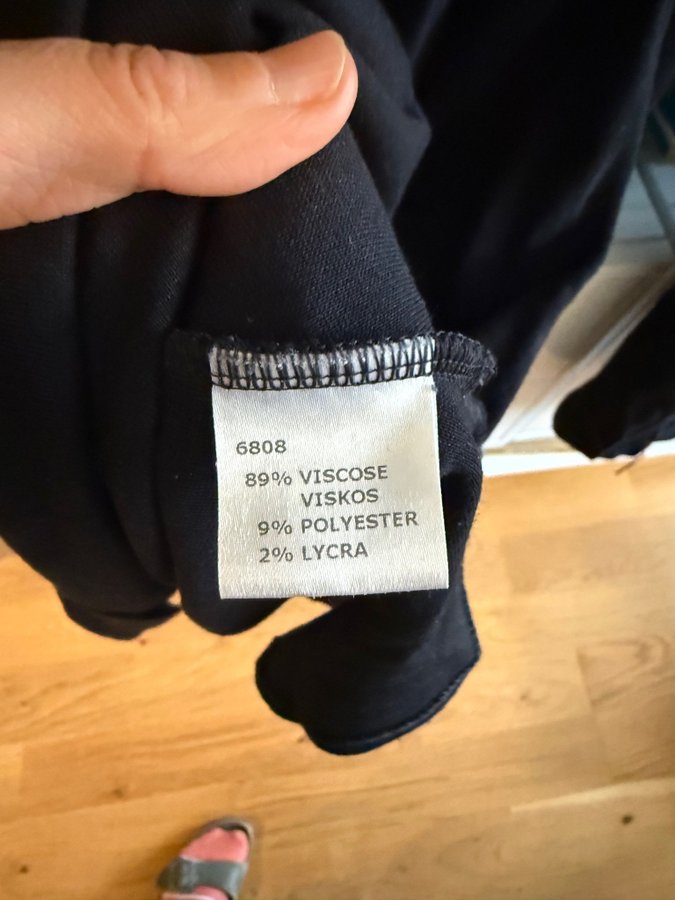 6808
89% VISCOSE
VISKOS
9% POLYESTER
2% LYCRA